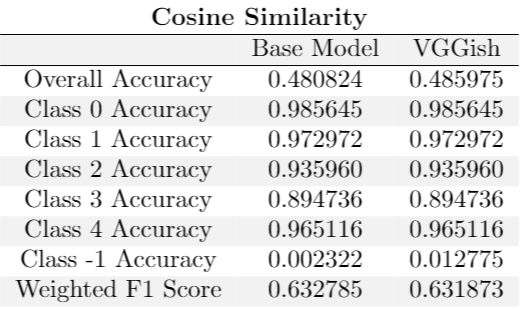 Cosine Similarity
Base Model VGGish
Overall Accuracy 0.480824 0.485975
Class 0 Accuracy 0.985645 0.985645
Class 1 Accuracy 0.972972 0.972972
Class 2 Accuracy 0.935960 0.935960
Class 3 Accuracy 0.894736 0.894736
Class 4 Accuracy 0.965116 0.965116
Class -1 Accuracy 0.002322 0.012775
Weighted F1 Score 0.632785 0.631873